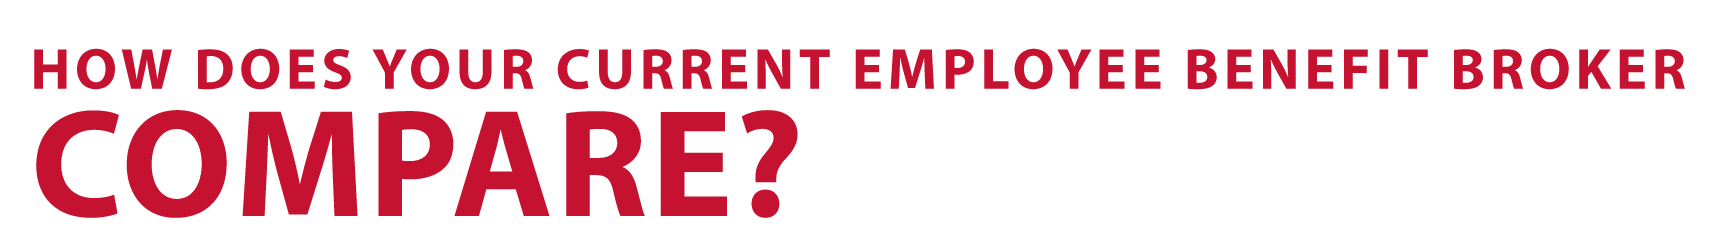 HOW DOES YOUR CURRENT EMPLOYEE BENEFIT BROKER
COMPARE?